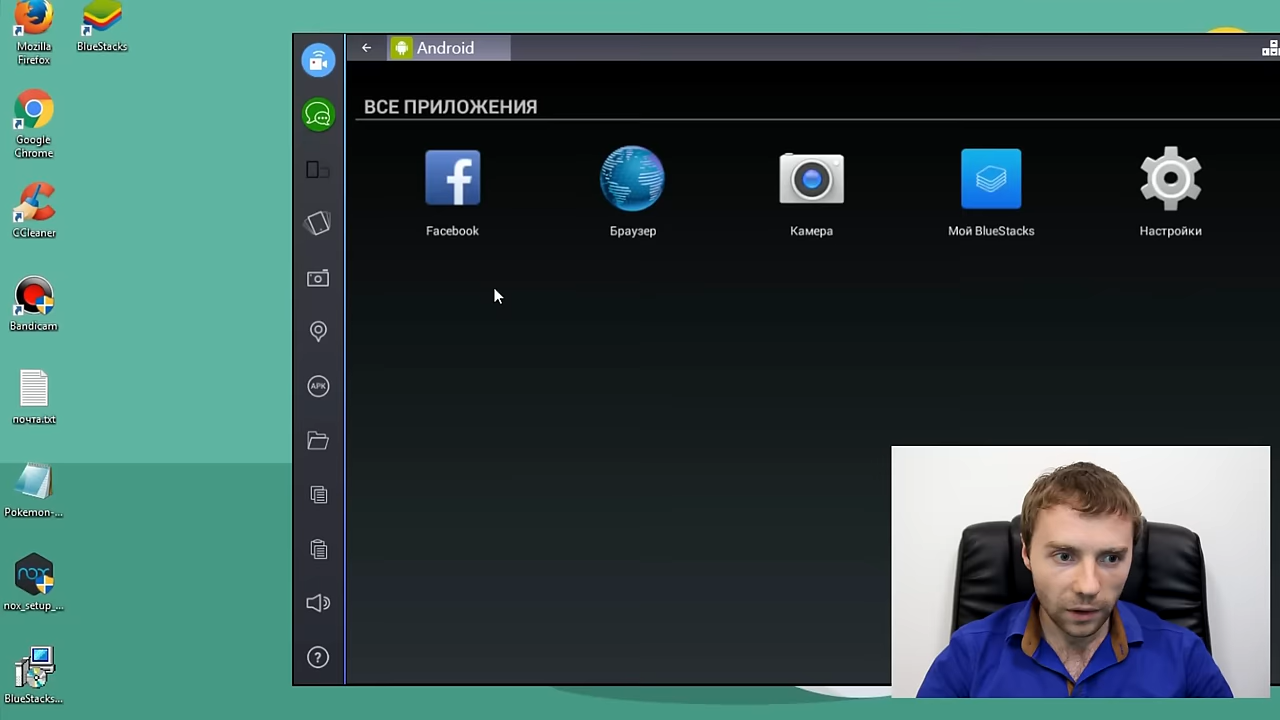 Mozilla
Firefox
BlueStacks
Google
Chrome
CCleaner
Bandicam
почта.txt
Pokemon-...
nox
nox_setup_...
BlueStacks...
Android
ВСЕ ПРИЛОЖЕНИЯ
Facebook
Браузер
Камера
Мой BlueStacks
Настройки
APK